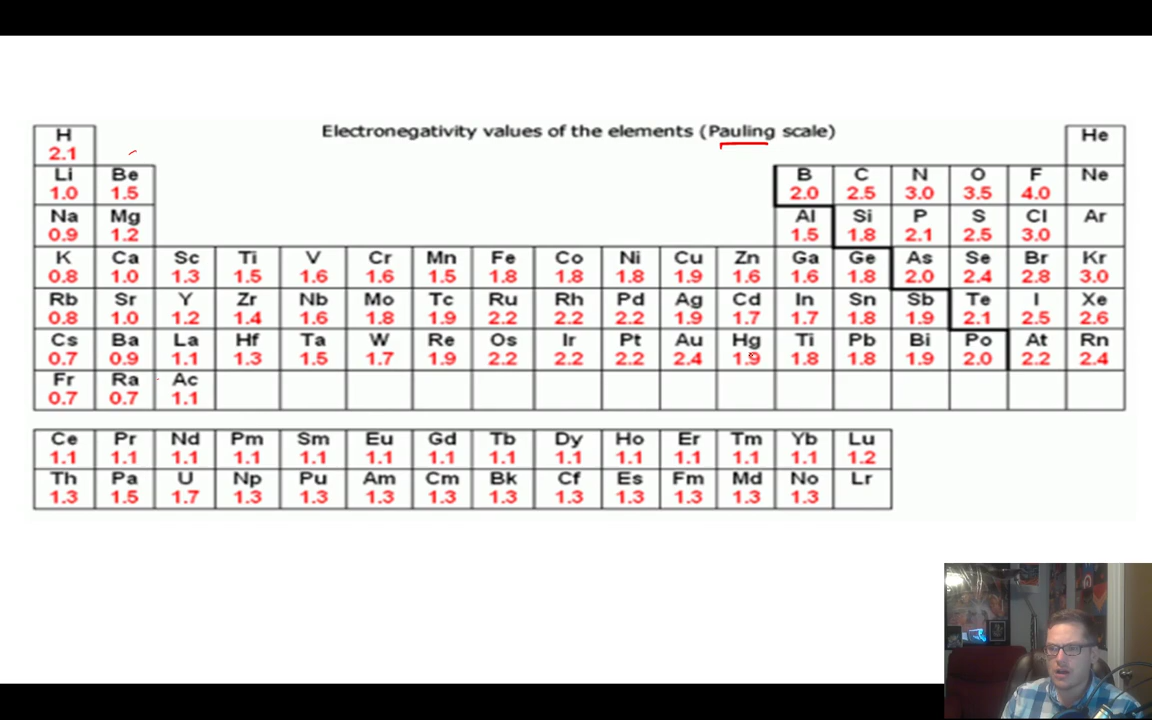 Electronegativity values of the elements (Pauling scale)
H He
2.1
Li Be B C N O F Ne
1.0 1.5 2.0 2.5 3.0 3.5 4.0
Na Mg Al Si P S Cl Ar
0.9 1.2 1.5 1.8 2.1 2.5 3.0
K Ca Sc Ti V Cr Mn Fe Co Ni Cu Zn Ga Ge As Se Br Kr
0.8 1.0 1.3 1.5 1.6 1.6 1.5 1.8 1.8 1.8 1.9 1.6 1.6 1.8 2.0 2.4 2.8 3.0
Rb Sr Y Zr Nb Mo Tc Ru Rh Pd Ag Cd In Sn Sb Te I Xe
0.8 1.0 1.2 1.4 1.6 1.8 1.9 2.2 2.2 2.2 1.9 1.7 1.7 1.8 1.9 2.1 2.5 2.6
Cs Ba La Hf Ta W Re Os Ir Pt Au Hg Ti Pb Bi Po At Rn
0.7 0.9 1.1 1.3 1.5 1.7 1.9 2.2 2.2 2.2 2.4 1.9 1.8 1.8 1.9 2.0 2.2 2.4
Fr Ra Ac
0.7 0.7 1.1
Ce Pr Nd Pm Sm Eu Gd Tb Dy Ho Er Tm Yb Lu
1.1 1.1 1.1 1.1 1.1 1.1 1.1 1.1 1.1 1.1 1.1 1.1 1.1 1.2
Th Pa U Np Pu Am Cm Bk Cf Es Fm Md No Lr
1.3 1.5 1.7 1.3 1.3 1.3 1.3 1.3 1.3 1.3 1.3 1.3 1.3